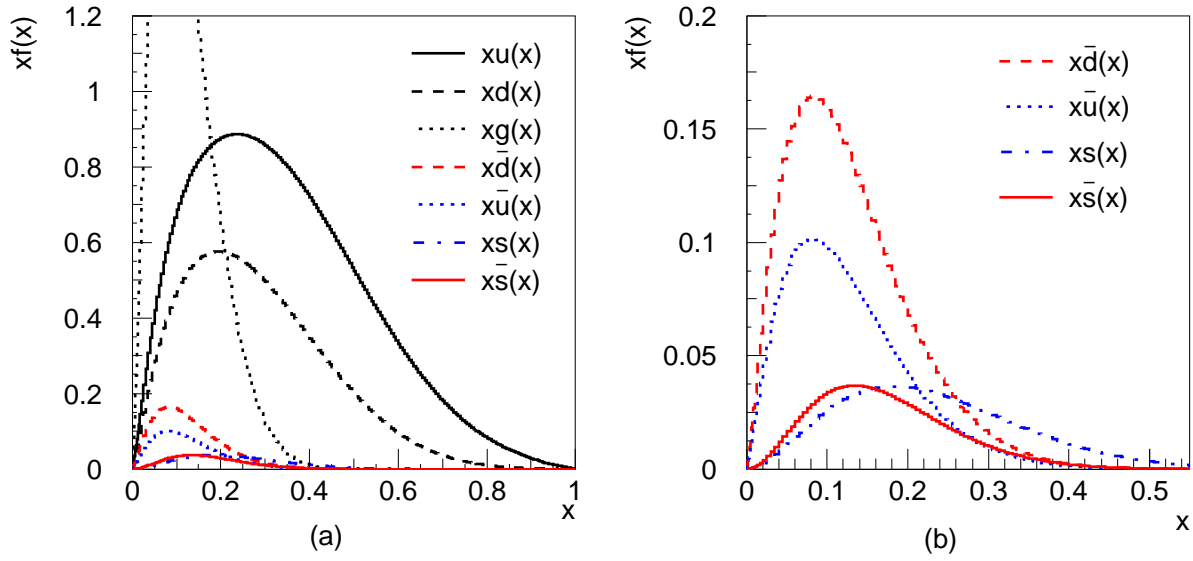 xf(x)
1.2
1
0.8
0.6
0.4
0.2
0
0 0.2 0.4 0.6 0.8 1
x
xu(x)
xd(x)
xg(x)
xd̄(x)
xū(x)
xs(x)
xs̄(x)
(a)
xf(x)
0.2
0.15
0.1
0.05
0
0 0.1 0.2 0.3 0.4 0.5
x
xd̄(x)
xū(x)
xs(x)
xs̄(x)
(b)